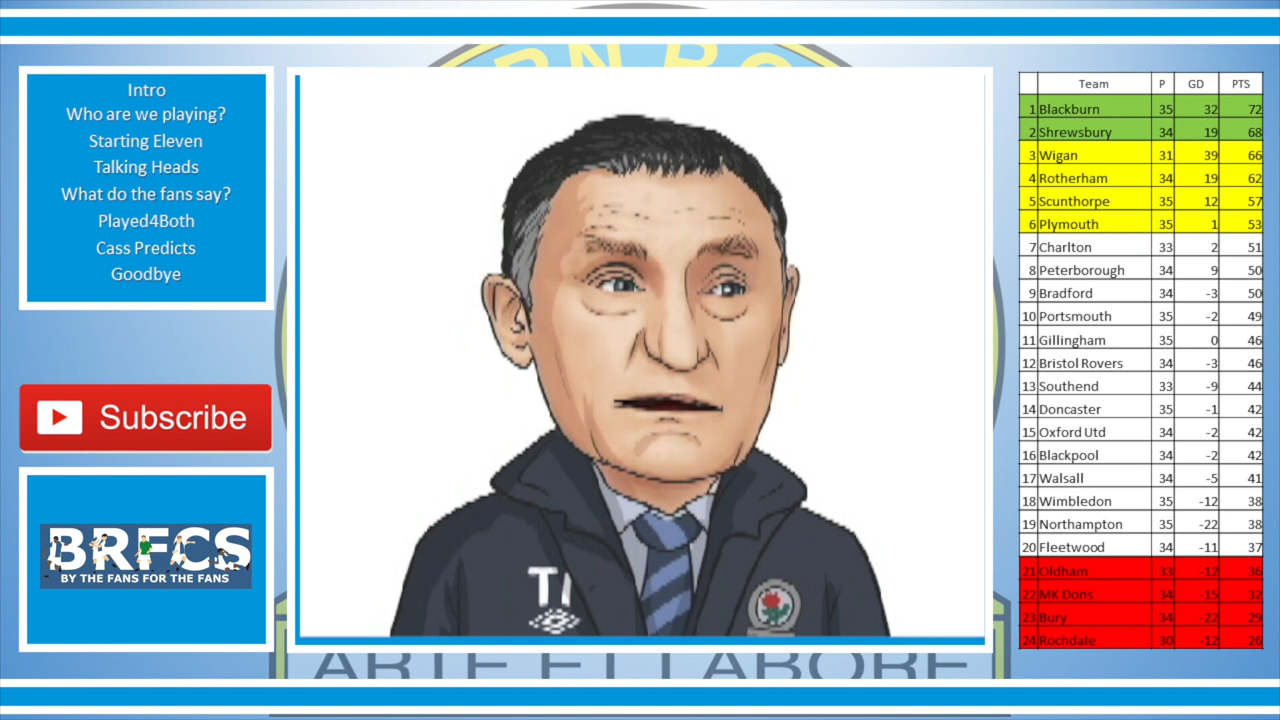 RN RO
Intro
Who are we playing?
Starting Eleven
Talking Heads
What do the fans say?
Played4Both
Cass Predicts
Goodbye
Subscribe
BRFCS
BY THE FANS FOR THE FANS
TI
Team P GD PTS
1 Blackburn 35 32 72
2 Shrewsbury 34 19 68
3 Wigan 31 39 66
4 Rotherham 34 19 62
5 Scunthorpe 35 12 57
6 Plymouth 35 1 53
7 Charlton 33 2 51
8 Peterborough 34 9 50
9 Bradford 34 -3 50
10 Portsmouth 35 -2 49
11 Gillingham 35 0 46
12 Bristol Rovers 34 -3 46
13 Southend 33 -9 44
14 Doncaster 35 -1 42
15 Oxford Utd 34 -2 42
16 Blackpool 34 -2 42
17 Walsall 34 -5 41
18 Wimbledon 35 -12 38
19 Northampton 35 -22 38
20 Fleetwood 34 -11 37
21 Oldham 33 -12 36
22 MK Dons 34 -15 32
23 Bury 34 -22 29
24 Rochdale 30 -12 26
ARTE ET LABORE